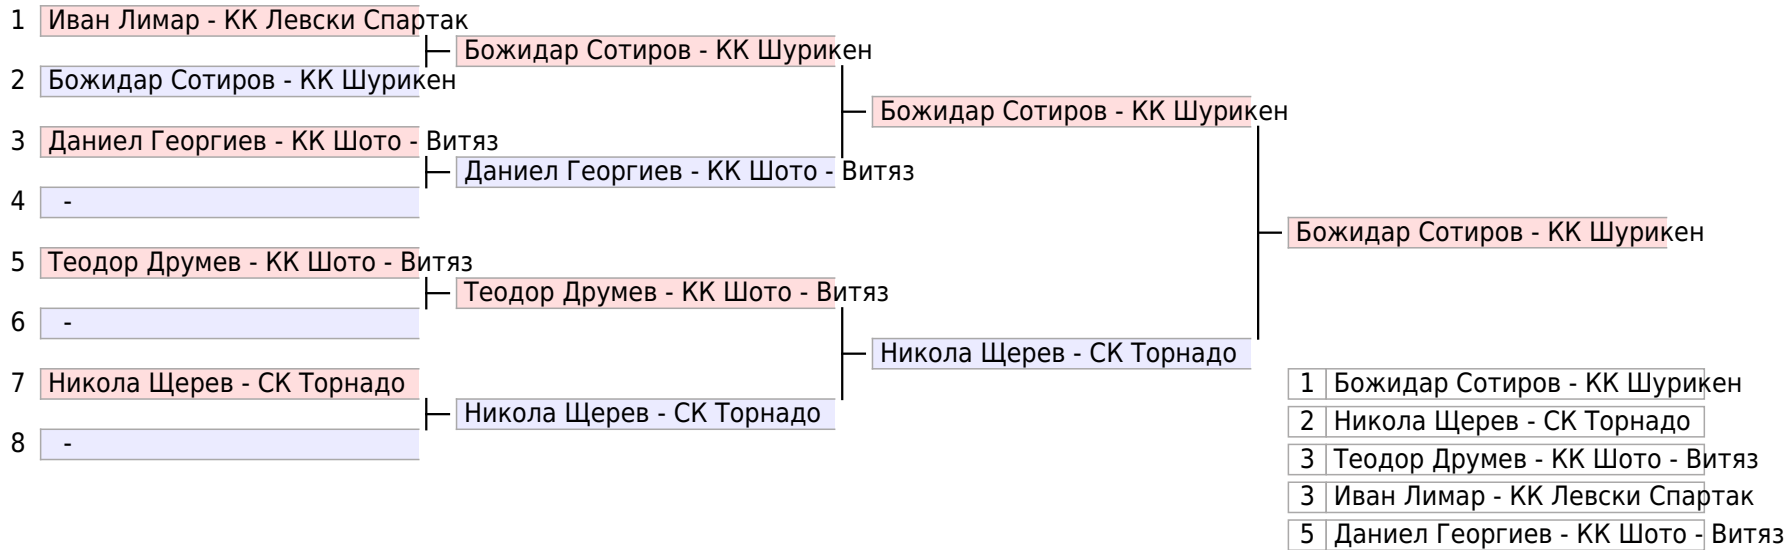 1 Иван Лимар - КК Левски Спартак
Божидар Сотиров - КК Шурикен
2 Божидар Сотиров - КК Шурикен
Божидар Сотиров - КК Шурикен
3 Даниел Георгиев - КК Шото - Витяз
Даниел Георгиев - КК Шото - Витяз
4 -
Божидар Сотиров - КК Шурикен
5 Теодор Друмев - КК Шото - Витяз
Теодор Друмев - КК Шото - Витяз
6 -
Никола Щерев - СК Торнадо
7 Никола Щерев - СК Торнадо
Никола Щерев - СК Торнадо
8 -
1 Божидар Сотиров - КК Шурикен
2 Никола Щерев - СК Торнадо
3 Теодор Друмев - КК Шото - Витяз
3 Иван Лимар - КК Левски Спартак
5 Даниел Георгиев - КК Шото - Витяз